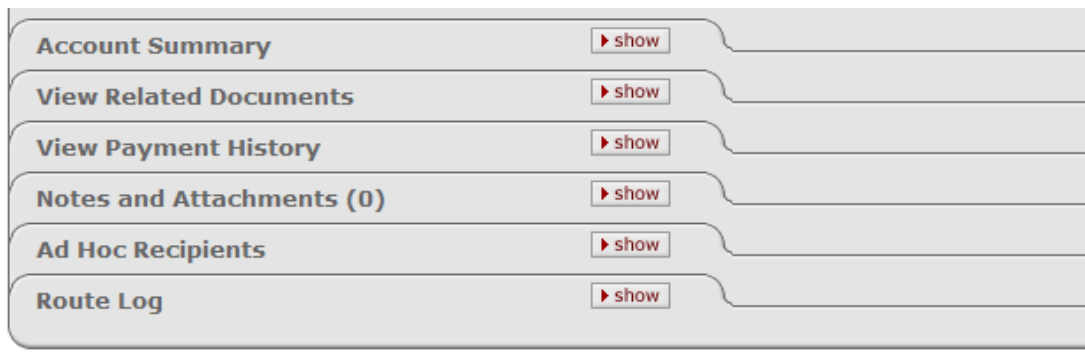 Account Summary show
View Related Documents show
View Payment History show
Notes and Attachments (0) show
Ad Hoc Recipients show
Route Log show